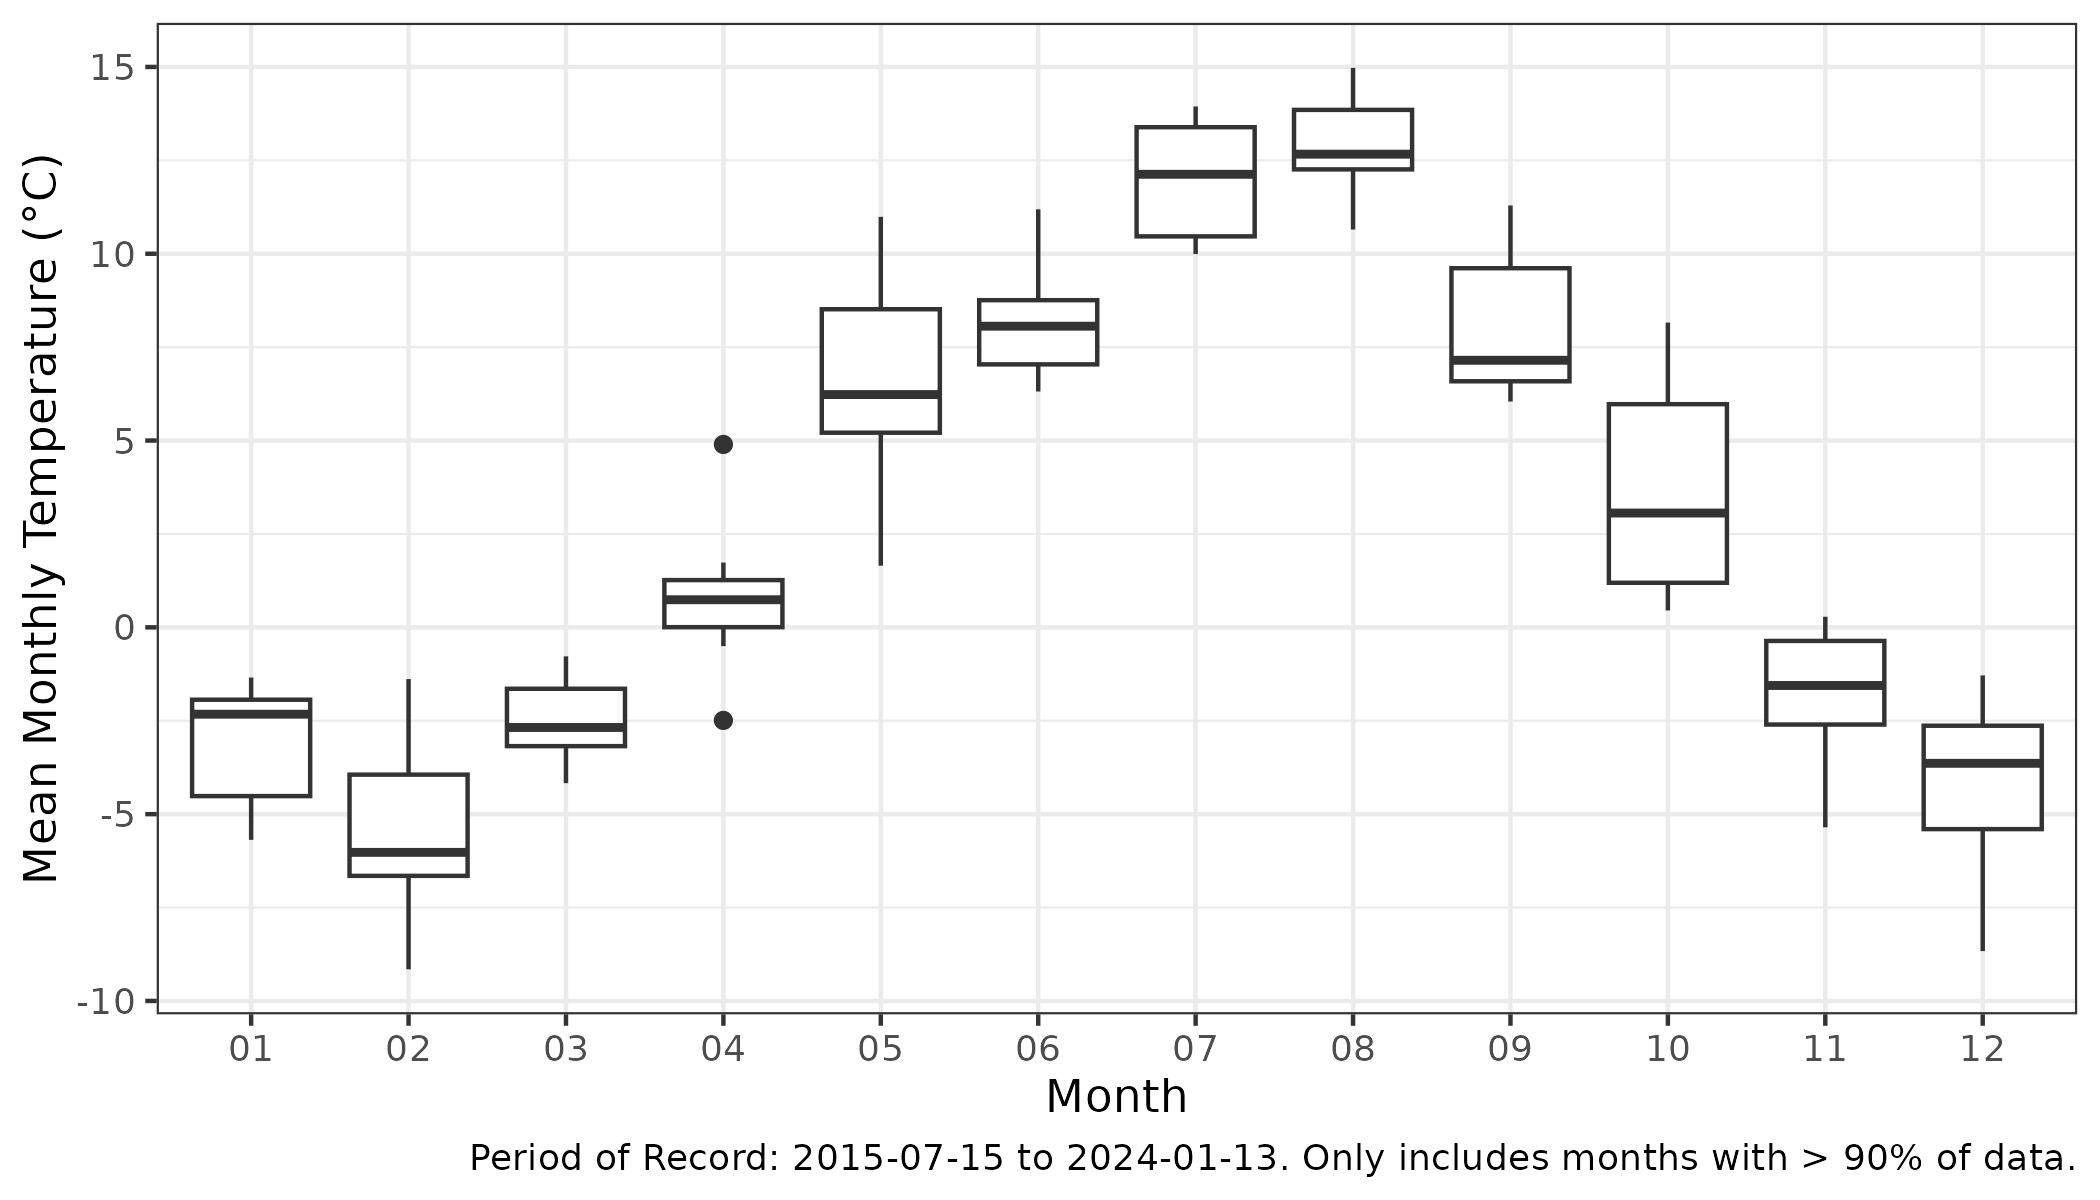 Mean Monthly Temperature (°C)
15
10
5
0
-5
-10
01 02 03 04 05 06 07 08 09 10 11 12
Month
Period of Record: 2015-07-15 to 2024-01-13. Only includes months with > 90% of data.